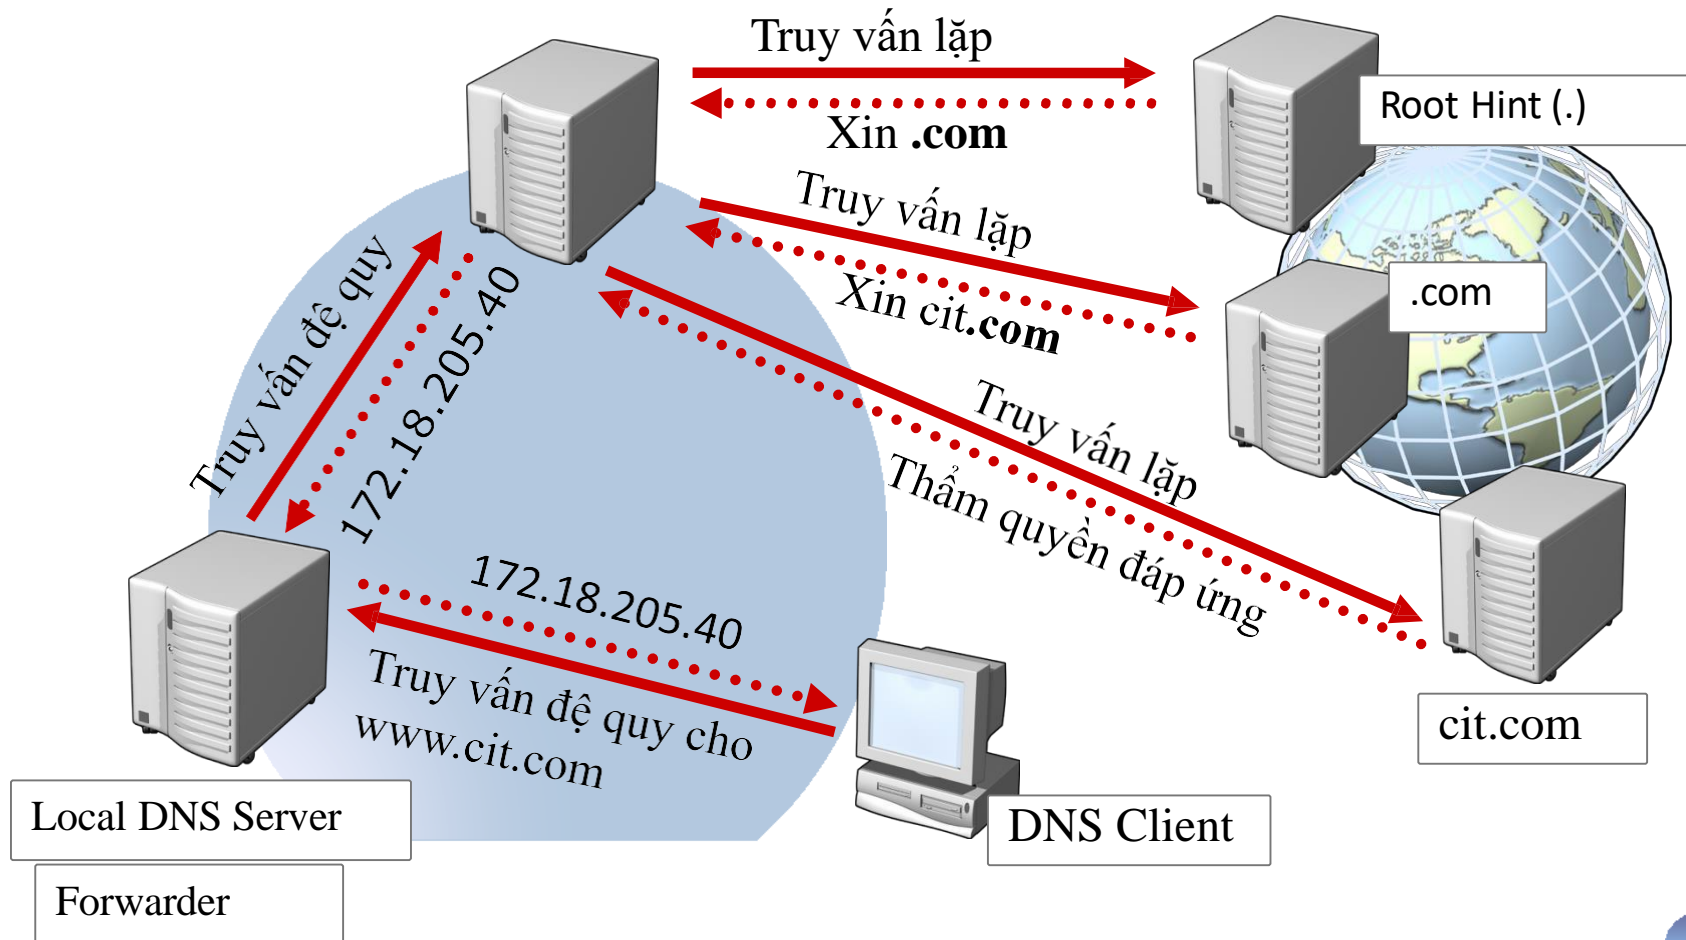 Truy vấn lặp
Root Hint (.)
Xin .com
Truy vấn lặp
.com
Xin cit.com
Truy vấn đệ quy
172.18.205.40
Truy vấn lặp
Thẩm quyền đáp ứng
172.18.205.40
Truy vấn đệ quy cho
www.cit.com
cit.com
Local DNS Server
DNS Client
Forwarder